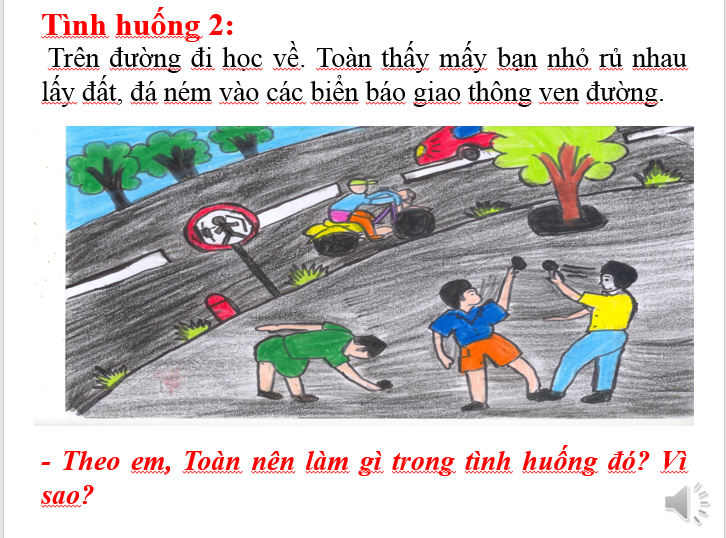 Tình huống 2:
Trên đường đi học về. Toàn thấy mấy bạn nhỏ rủ nhau
lấy đất, đá ném vào các biển báo giao thông ven đường.
- Theo em, Toàn nên làm gì trong tình huống đó? Vì
sao?